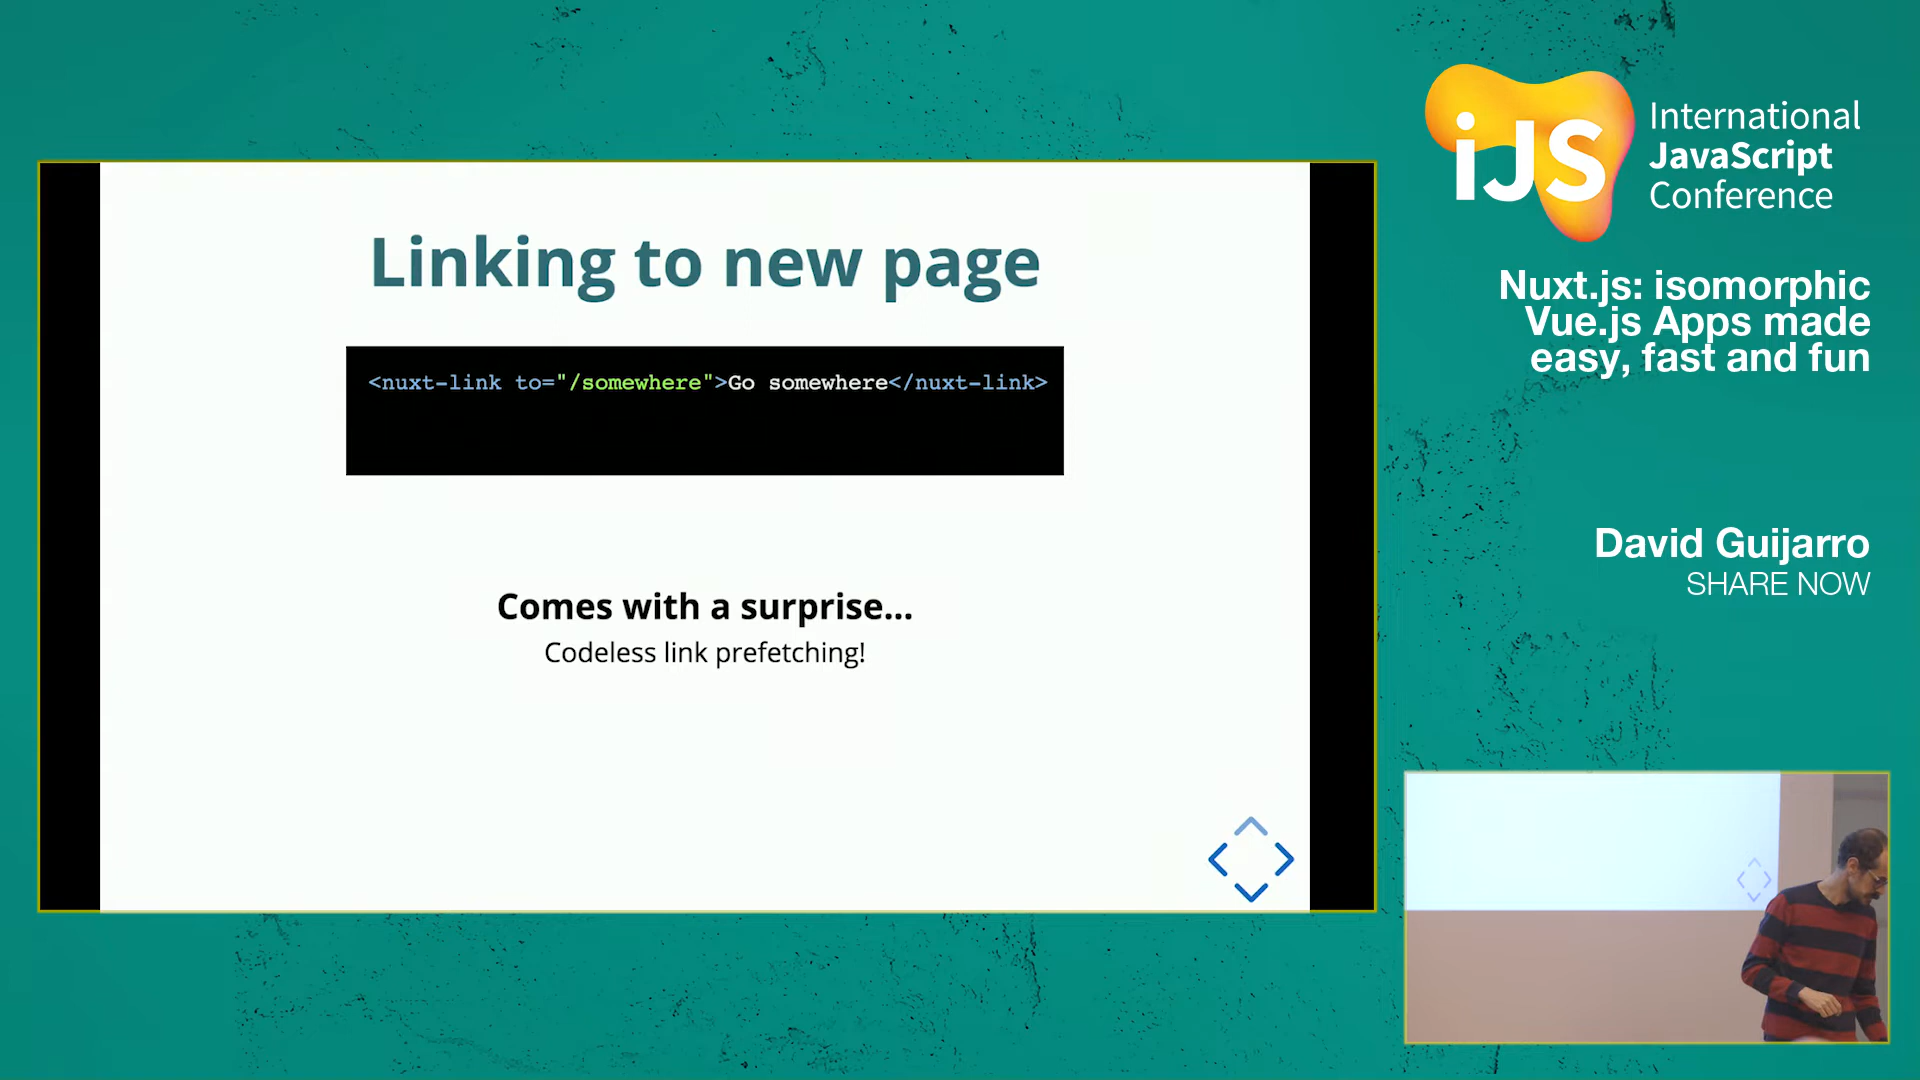 Linking to new page
<nuxt-link to="/somewhere">Go somewhere</nuxt-link>
Comes with a surprise...
Codeless link prefetching!
iJS
International
JavaScript
Conference
Nuxt.js: isomorphic
Vue.js Apps made
easy, fast and fun
David Guijarro
SHARE NOW